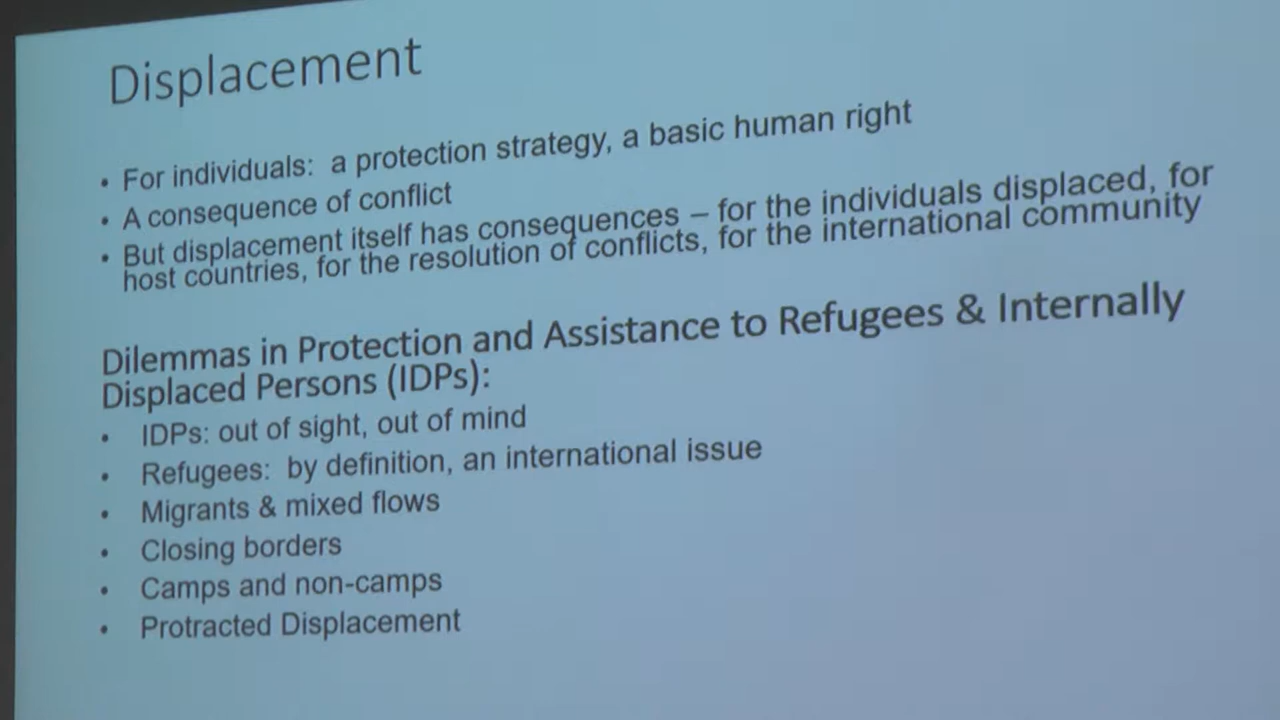 Displacement
• For individuals: a protection strategy, a basic human right
• A consequence of conflict
• But displacement itself has consequences – for the individuals displaced, for
host countries, for the resolution of conflicts, for the international community
Dilemmas in Protection and Assistance to Refugees & Internally
Displaced Persons (IDPs):
• IDPs: out of sight, out of mind
• Refugees: by definition, an international issue
• Migrants & mixed flows
• Closing borders
• Camps and non-camps
• Protracted Displacement